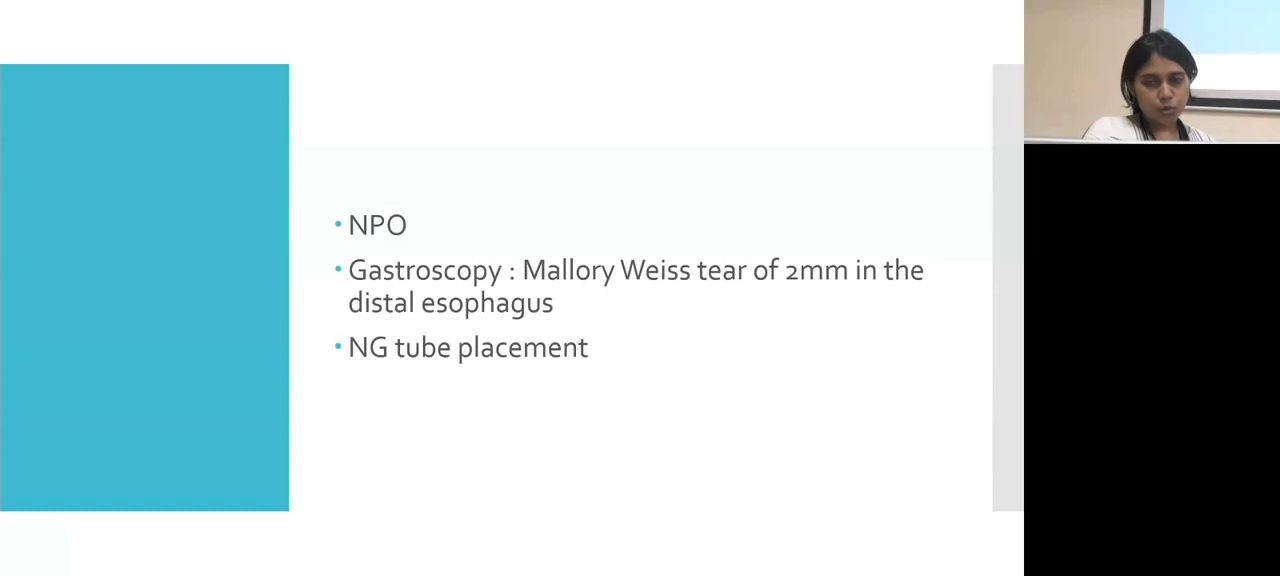 • NPO
• Gastroscopy : Mallory Weiss tear of 2mm in the
distal esophagus
• NG tube placement